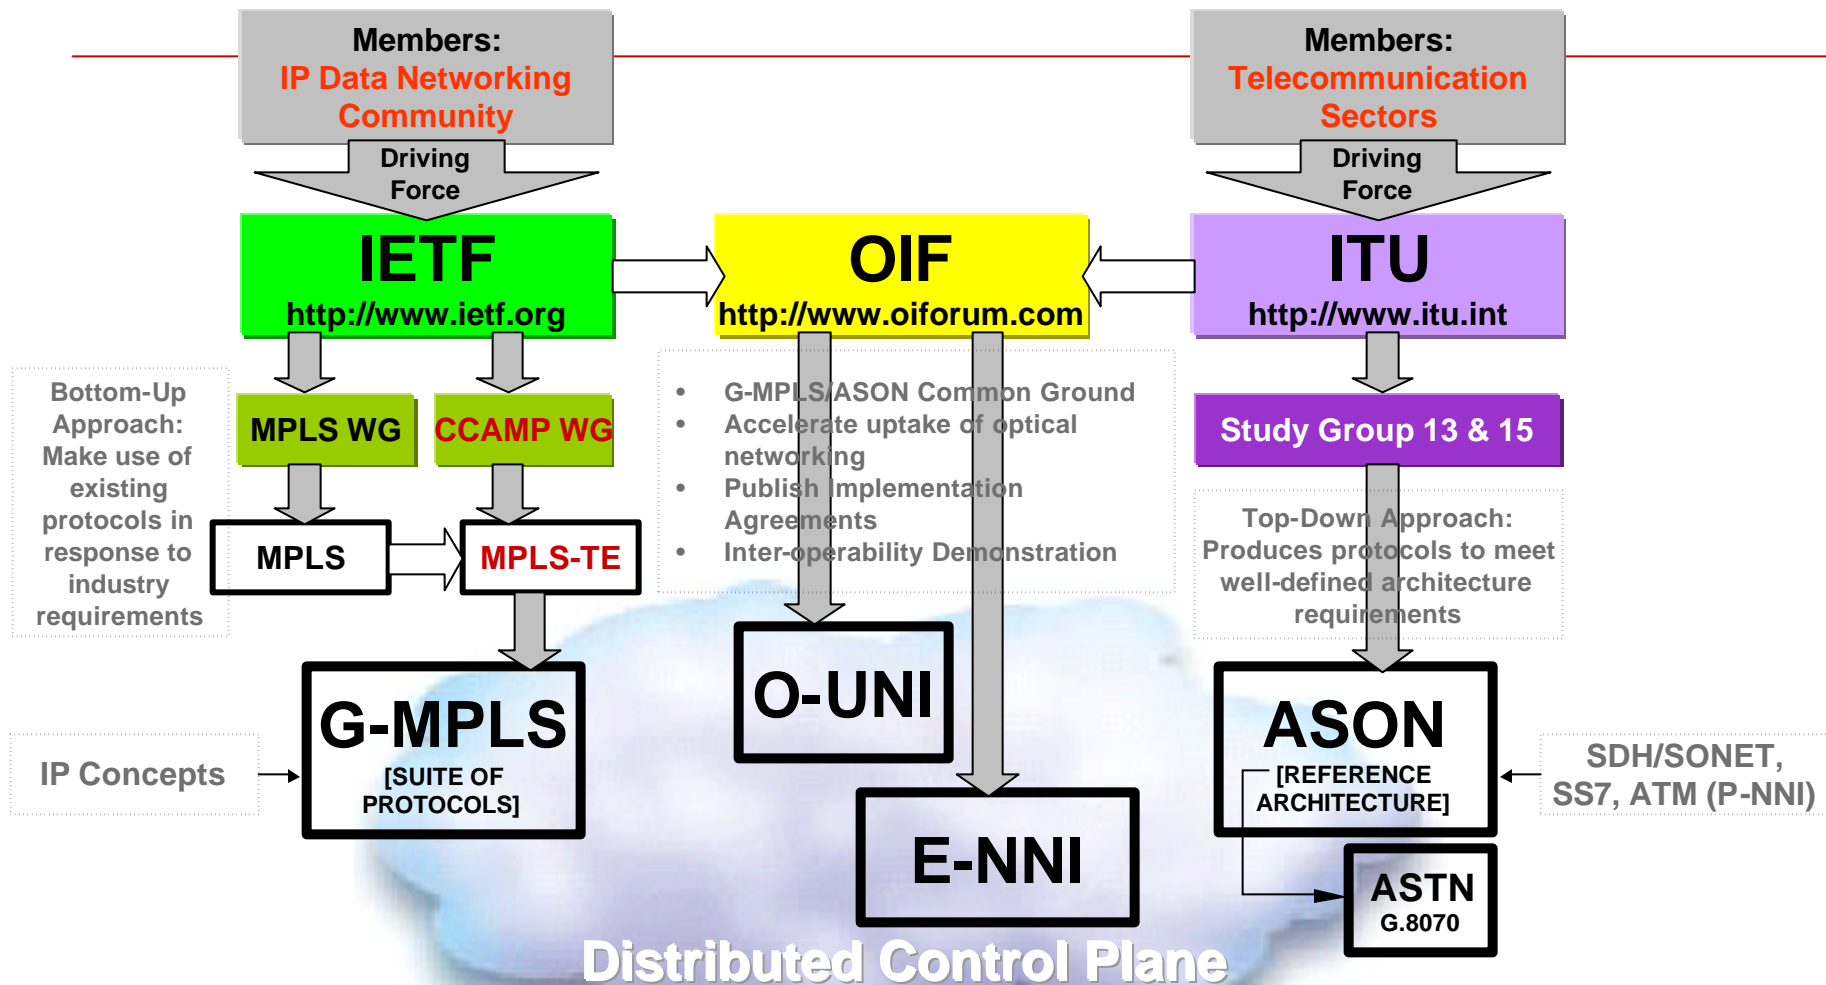 Members:
IP Data Networking
Community
Members:
Telecommunication
Sectors
Driving
Force
Driving
Force
IETF
http://www.ietf.org
OIF
http://www.oiforum.com
ITU
http://www.itu.int
Bottom-Up
Approach:
Make use of
existing
protocols in
response to
industry
requirements
MPLS WG
CCAMP WG
• G-MPLS/ASON Common Ground
• Accelerate uptake of optical
networking
• Publish Implementation
Agreements
• Inter-operability Demonstration
Study Group 13 & 15
MPLS
MPLS-TE
Top-Down Approach:
Produces protocols to meet
well-defined architecture
requirements
G-MPLS
[SUITE OF
PROTOCOLS]
O-UNI
ASON
[REFERENCE
ARCHITECTURE]
IP Concepts
SDH/SONET,
SS7, ATM (P-NNI)
E-NNI
ASTN
G.8070
Distributed Control Plane